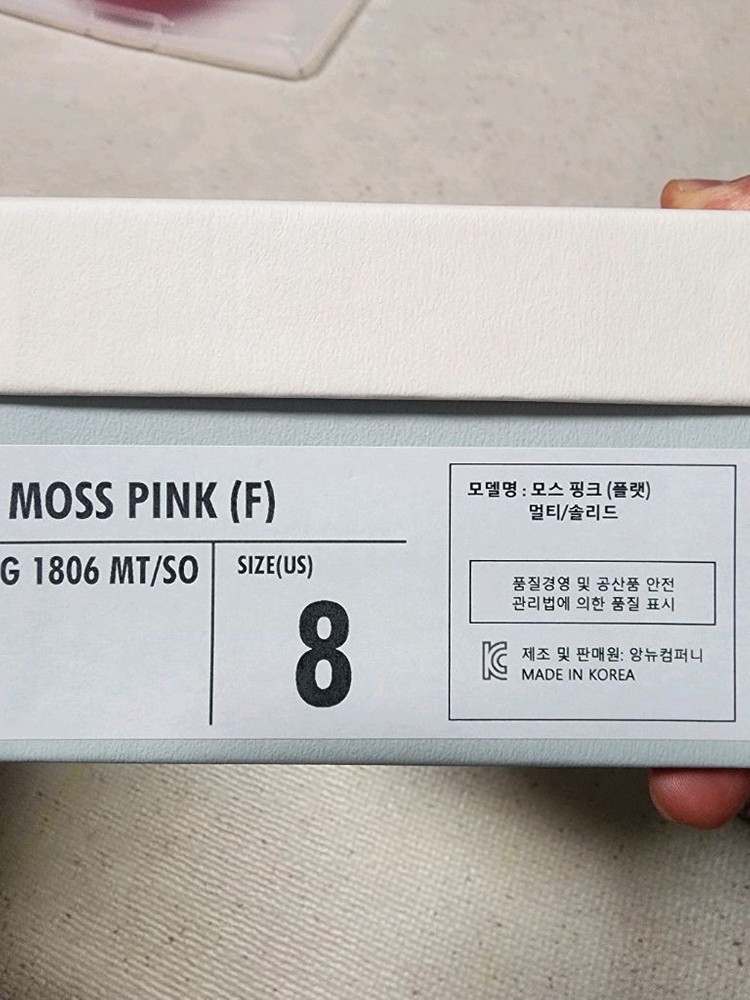 MOSS PINK (F)
G 1806 MT/SO
SIZE(US)
8
모델명 : 모스 핑크 (플랫)
멀티/솔리드
품질경영 및 공산품 안전
관리법에 의한 품질 표시
제조 및 판매원: 앙뉴컴퍼니
MADE IN KOREA